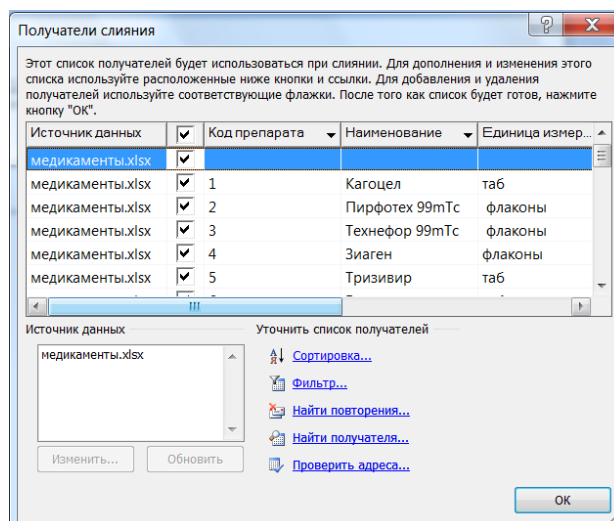 Получатели слияния
Этот список получателей будет использоваться при слиянии. Для дополнения и изменения этого
списка используйте расположенные ниже кнопки и ссылки. Для добавления и удаления
получателей используйте соответствующие флажки. После того как список будет готов, нажмите
кнопку "ОК".
Источник данных Код препарата Наименование Единица измер...
медикаменты.xlsx
медикаменты.xlsx 1 Кагоцел таб
медикаменты.xlsx 2 Пирфотех 99mTc флаконы
медикаменты.xlsx 3 Технефор 99mTc флаконы
медикаменты.xlsx 4 Зиаген флаконы
медикаменты.xlsx 5 Тризивир таб
Источник данных Уточнить список получателей
медикаменты.xlsx
Сортировка...
Фильтр...
Найти повторения...
Найти получателя...
Изменить... Обновить Проверить адреса...
ОК